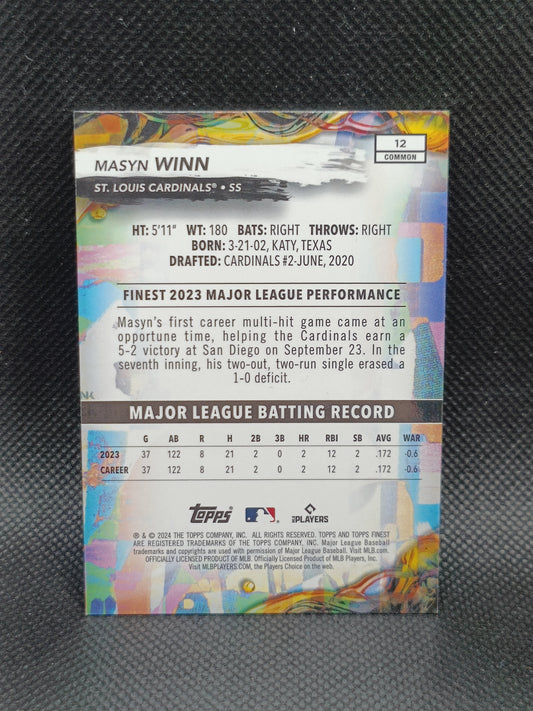 12
COMMON
MASYN WINN
ST. LOUIS CARDINALS® • SS
HT: 5'11" WT: 180 BATS: RIGHT THROWS: RIGHT
BORN: 3-21-02, KATY, TEXAS
DRAFTED: CARDINALS #2-JUNE, 2020
FINEST 2023 MAJOR LEAGUE PERFORMANCE
Masyn's first career multi-hit game came at an
opportune time, helping the Cardinals earn a
5-2 victory at San Diego on September 23. In the
seventh inning, his two-out, two-run single erased a
1-0 deficit.
MAJOR LEAGUE BATTING RECORD
G AB R H 2B 3B HR RBI SB AVG WAR
2023 37 122 8 21 2 0 2 12 2 .172 -0.6
CAREER 37 122 8 21 2 0 2 12 2 .172 -0.6
Topps PLAYERS
® & © 2024 THE TOPPS COMPANY, INC. ALL RIGHTS RESERVED. TOPPS AND TOPPS FINEST
ARE REGISTERED TRADEMARKS OF THE TOPPS COMPANY, INC. Major League Baseball
trademarks and copyrights are used with permission of Major League Baseball. Visit MLB.com.
OFFICIALLY LICENSED PRODUCT OF MLB. Officially Licensed Product of MLB Players, Inc.
Visit MLBPLAYERS.COM, the Players Choice on the web.